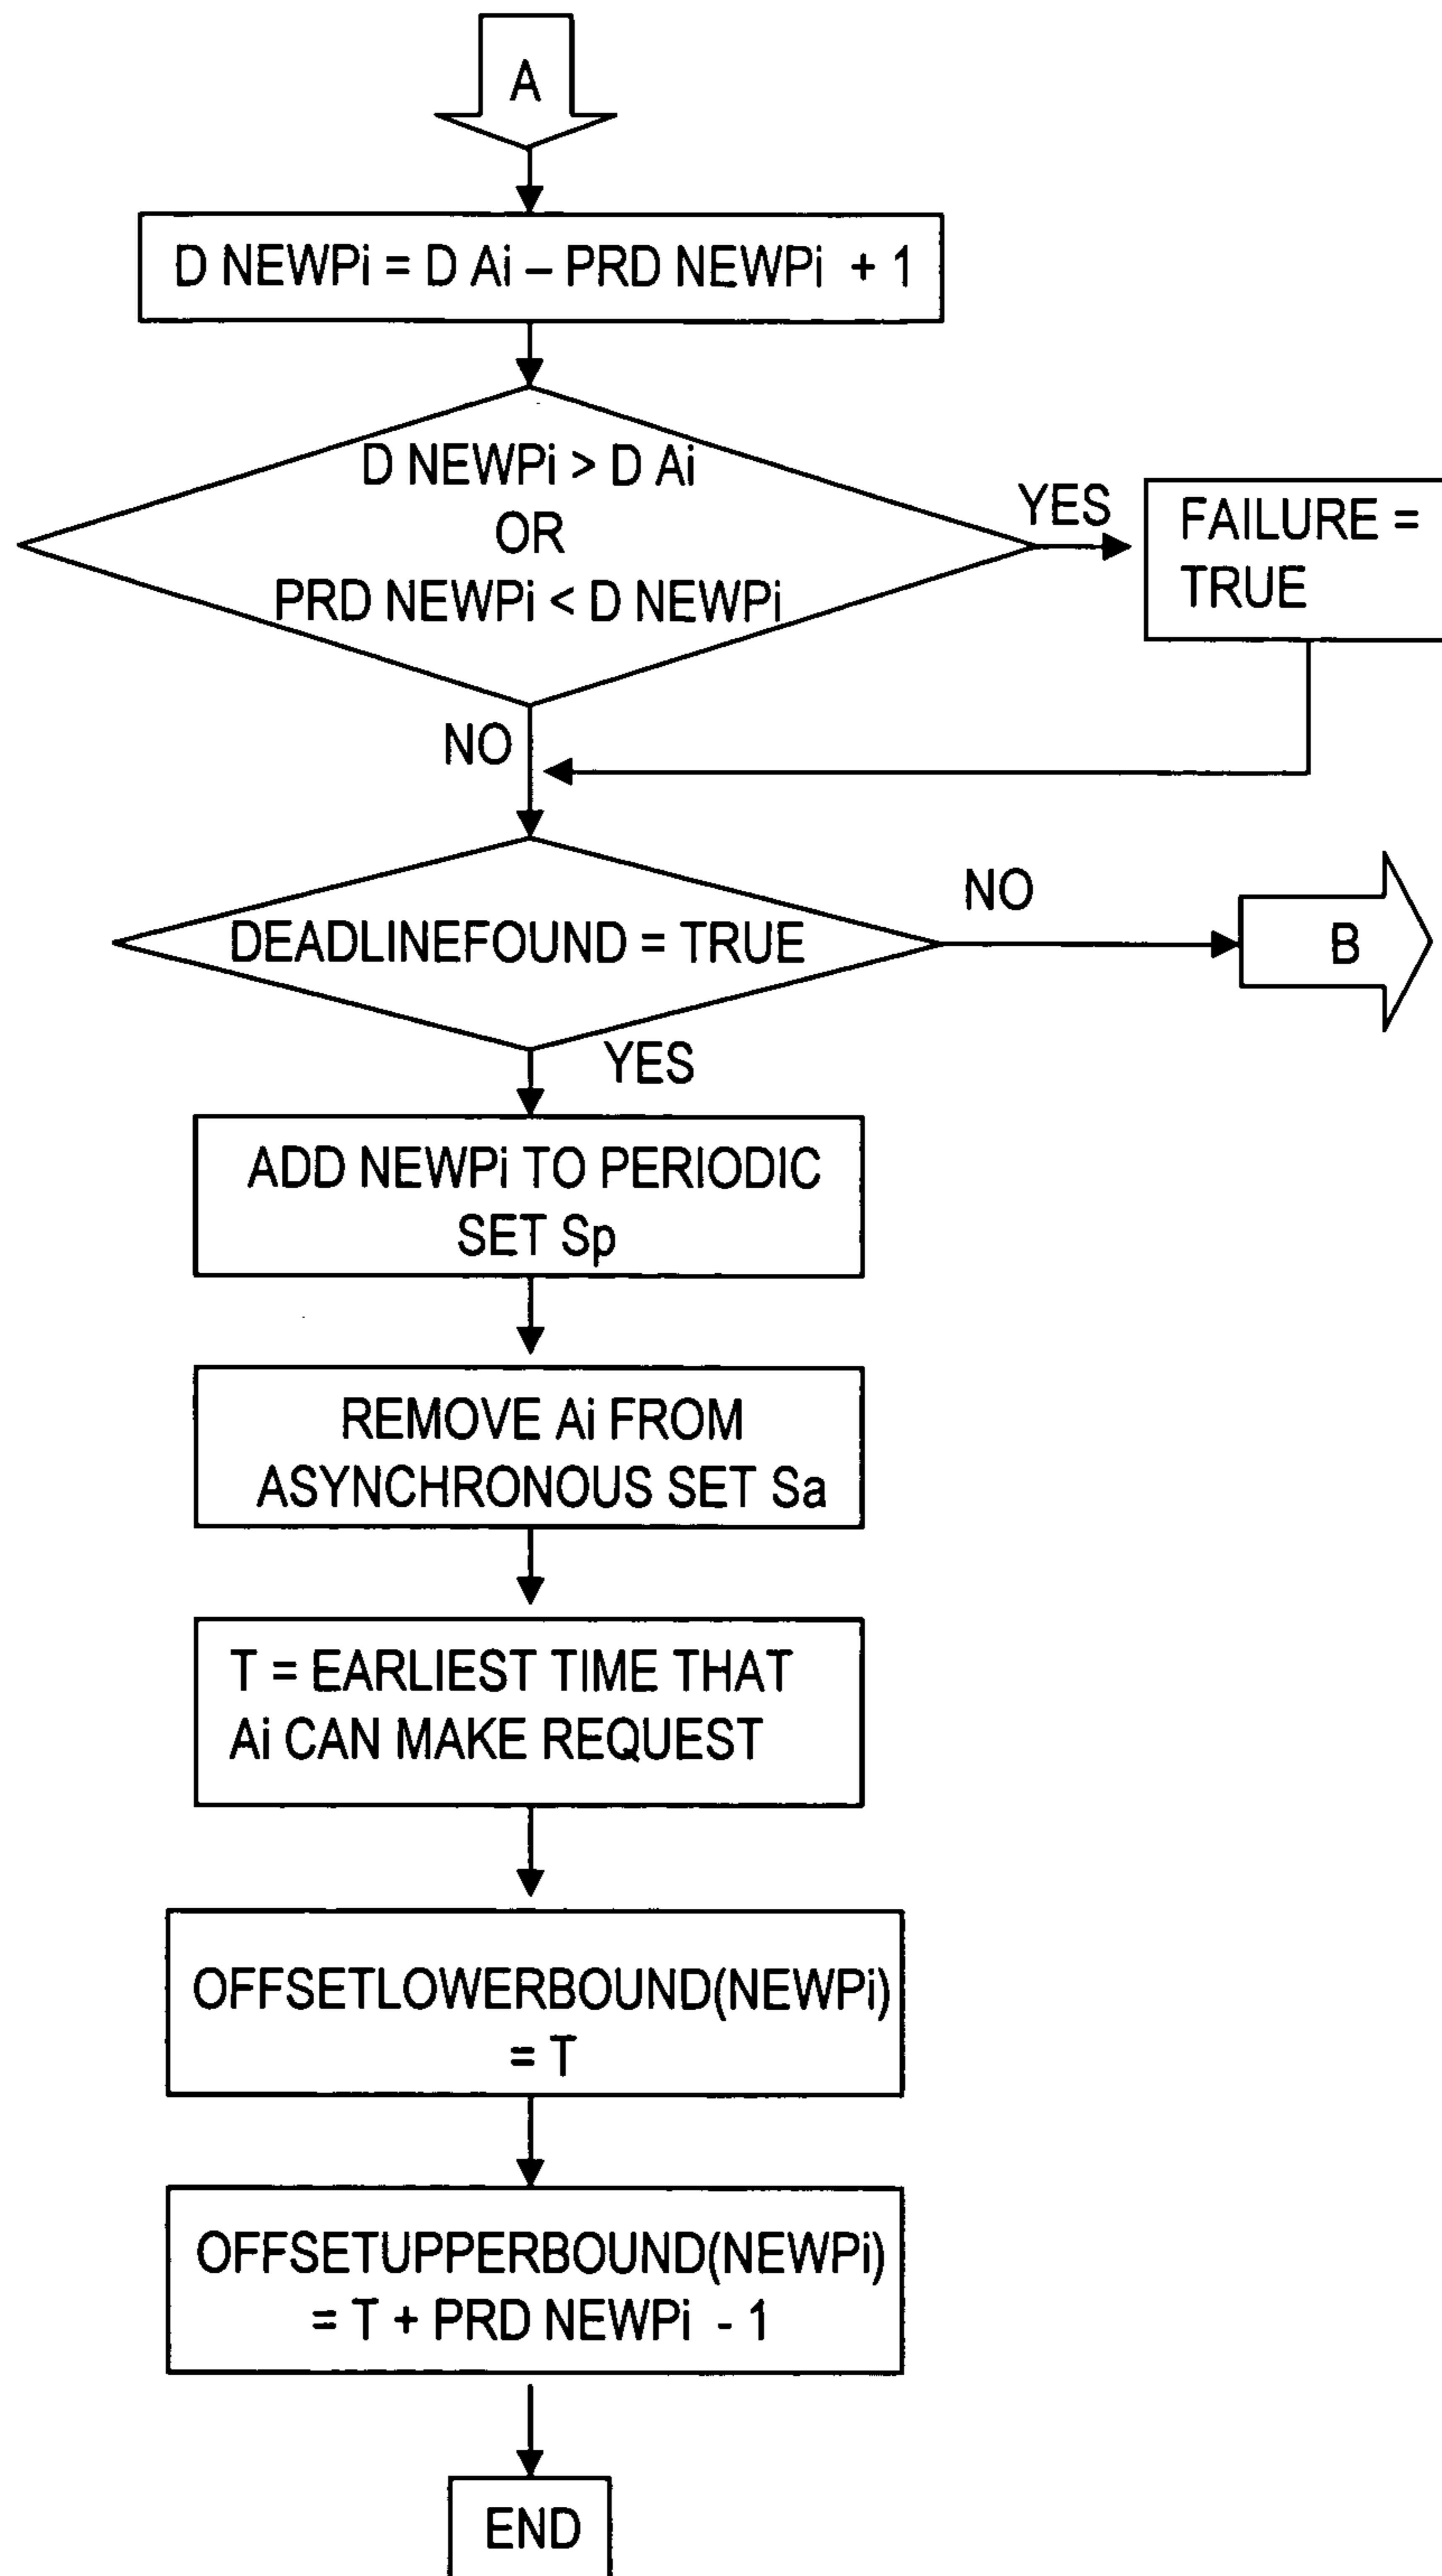 A
D NEWPi = D Ai – PRD NEWPi + 1
D NEWPi > D Ai
OR
PRD NEWPi < D NEWPi
YES
FAILURE =
TRUE
NO
DEADLINEFOUND = TRUE
NO
B
YES
ADD NEWPi TO PERIODIC
SET Sp
REMOVE Ai FROM
ASYNCHRONOUS SET Sa
T = EARLIEST TIME THAT
Ai CAN MAKE REQUEST
OFFSETLOWERBOUND(NEWPi)
= T
OFFSETUPPERBOUND(NEWPi)
= T + PRD NEWPi - 1
END